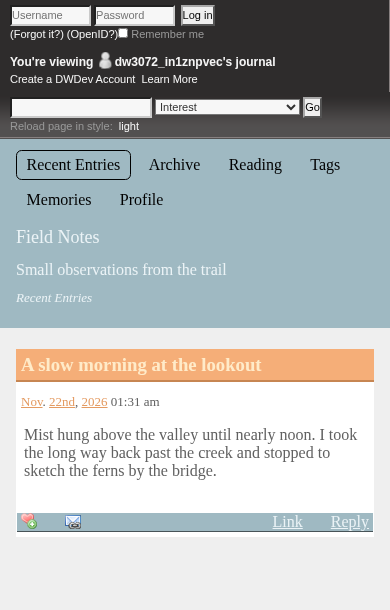 Username Password Log in
(Forgot it?) (OpenID?) Remember me
You're viewing dw3072_in1znpvec's journal
Create a DWDev Account Learn More
Interest Go
Reload page in style: light
Recent Entries Archive Reading Tags
Memories Profile
Field Notes
Small observations from the trail
Recent Entries
A slow morning at the lookout
Nov. 22nd, 2026 01:31 am
Mist hung above the valley until nearly noon. I took
the long way back past the creek and stopped to
sketch the ferns by the bridge.
Link Reply